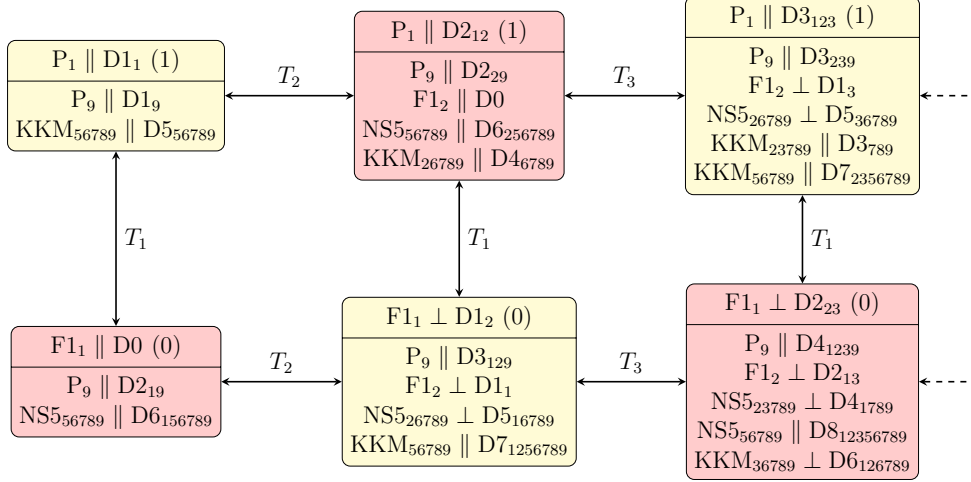 P₁ ∥ D1₁ (1)
P₉ ∥ D1₉
KKM₅₆₇₈₉ ∥ D5₅₆₇₈₉
T₂
P₁ ∥ D2₁₂ (1)
P₉ ∥ D2₂₉
F1₂ ∥ D0
NS5₅₆₇₈₉ ∥ D6₂₅₆₇₈₉
KKM₂₆₇₈₉ ∥ D4₆₇₈₉
T₃
P₁ ∥ D3₁₂₃ (1)
P₉ ∥ D3₂₃₉
F1₂ ⊥ D1₃
NS5₂₆₇₈₉ ⊥ D5₃₆₇₈₉
KKM₂₃₇₈₉ ∥ D3₇₈₉
KKM₅₆₇₈₉ ∥ D7₂₃₅₆₇₈₉
T₁
T₁
T₁
F1₁ ∥ D0 (0)
P₉ ∥ D2₁₉
NS5₅₆₇₈₉ ∥ D6₁₅₆₇₈₉
T₂
F1₁ ⊥ D1₂ (0)
P₉ ∥ D3₁₂₉
F1₂ ⊥ D1₁
NS5₂₆₇₈₉ ⊥ D5₁₆₇₈₉
KKM₅₆₇₈₉ ∥ D7₁₂₅₆₇₈₉
T₃
F1₁ ⊥ D2₂₃ (0)
P₉ ∥ D4₁₂₃₉
F1₂ ⊥ D2₁₃
NS5₂₃₇₈₉ ⊥ D4₁₇₈₉
NS5₅₆₇₈₉ ∥ D8₁₂₃₅₆₇₈₉
KKM₃₆₇₈₉ ⊥ D6₁₂₆₇₈₉